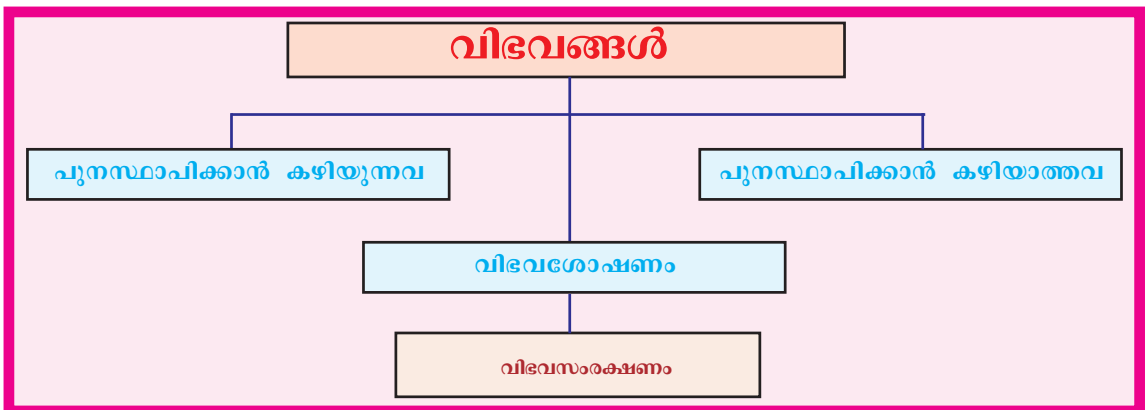 വിഭവങ്ങൾ
പുനസ്ഥാപിക്കാൻ കഴിയുന്നവ
പുനസ്ഥാപിക്കാൻ കഴിയാത്തവ
വിഭവശോഷണം
വിഭവസംരക്ഷണം